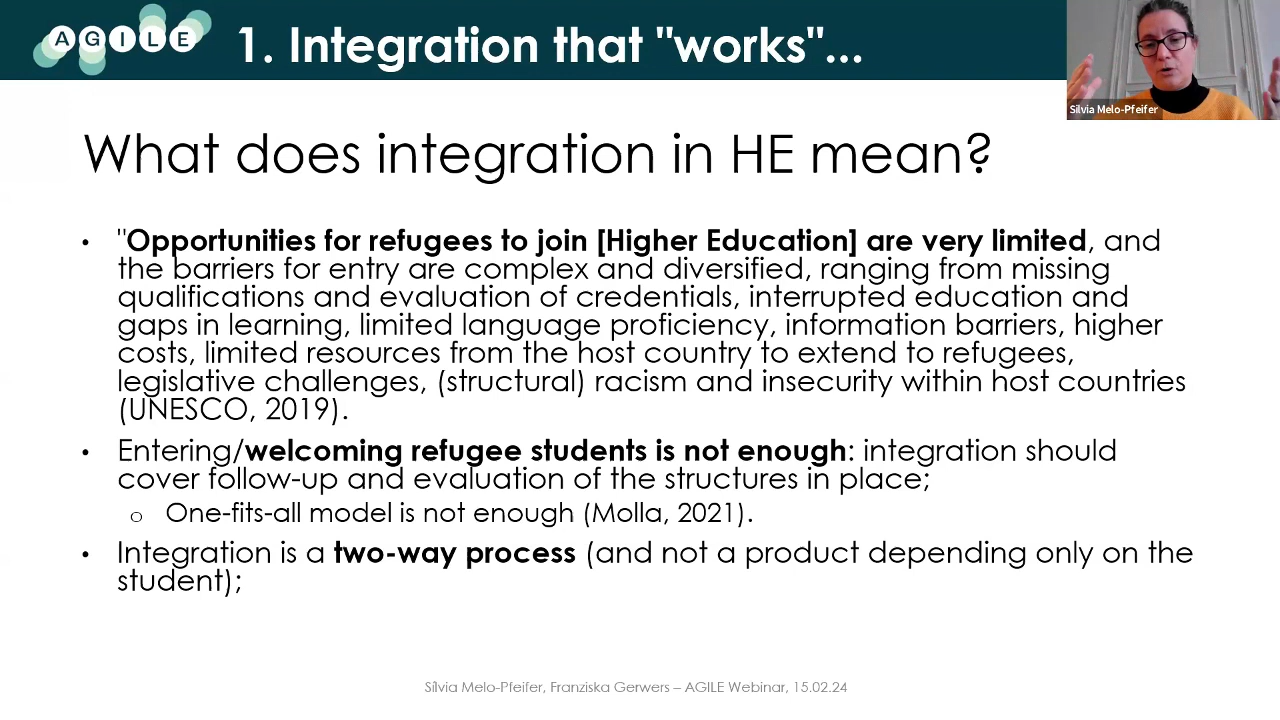 AGILE
1. Integration that "works"...
Sílvia Melo-Pfeifer
What does integration in HE mean?
• "Opportunities for refugees to join [Higher Education] are very limited, and
the barriers for entry are complex and diversified, ranging from missing
qualifications and evaluation of credentials, interrupted education and
gaps in learning, limited language proficiency, information barriers, higher
costs, limited resources from the host country to extend to refugees,
legislative challenges, (structural) racism and insecurity within host countries
(UNESCO, 2019).
• Entering/welcoming refugee students is not enough: integration should
cover follow-up and evaluation of the structures in place;
o One-fits-all model is not enough (Molla, 2021).
• Integration is a two-way process (and not a product depending only on the
student);
Sílvia Melo-Pfeifer, Franziska Gerwers – AGILE Webinar, 15.02.24